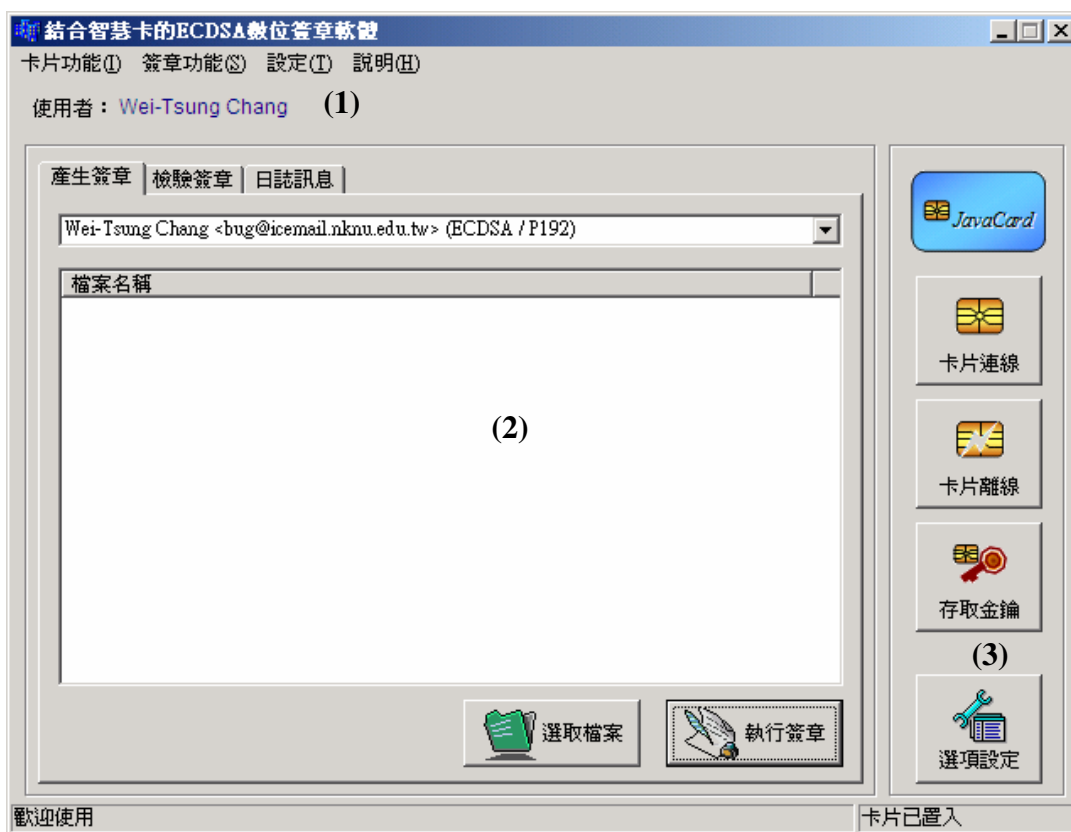 結合智慧卡的ECDSA數位簽章軟體
卡片功能(I) 簽章功能(S) 設定(T) 說明(H)
使用者： Wei-Tsung Chang (1)
產生簽章 檢驗簽章 日誌訊息
Wei-Tsung Chang <bug@icemail.nknu.edu.tw> (ECDSA / P192)
檔案名稱
(2)
選取檔案 執行簽章
JavaCard
卡片連線
卡片離線
存取金鑰
(3)
選項設定
歡迎使用 卡片已置入